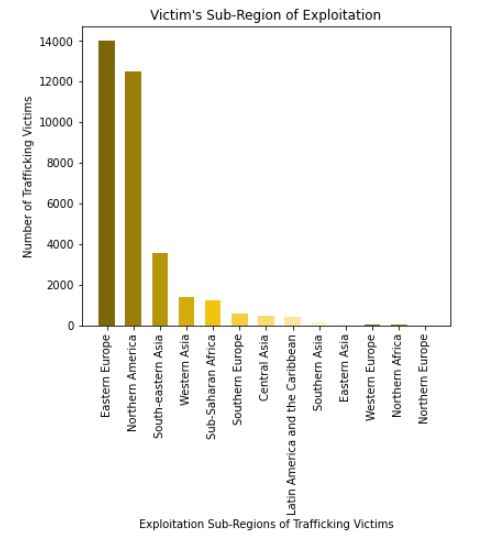 Victim's Sub-Region of Exploitation
Number of Trafficking Victims
14000
12000
10000
8000
6000
4000
2000
0
Eastern Europe
Northern America
South-eastern Asia
Western Asia
Sub-Saharan Africa
Southern Europe
Central Asia
Latin America and the Caribbean
Southern Asia
Eastern Asia
Western Europe
Northern Africa
Northern Europe
Exploitation Sub-Regions of Trafficking Victims